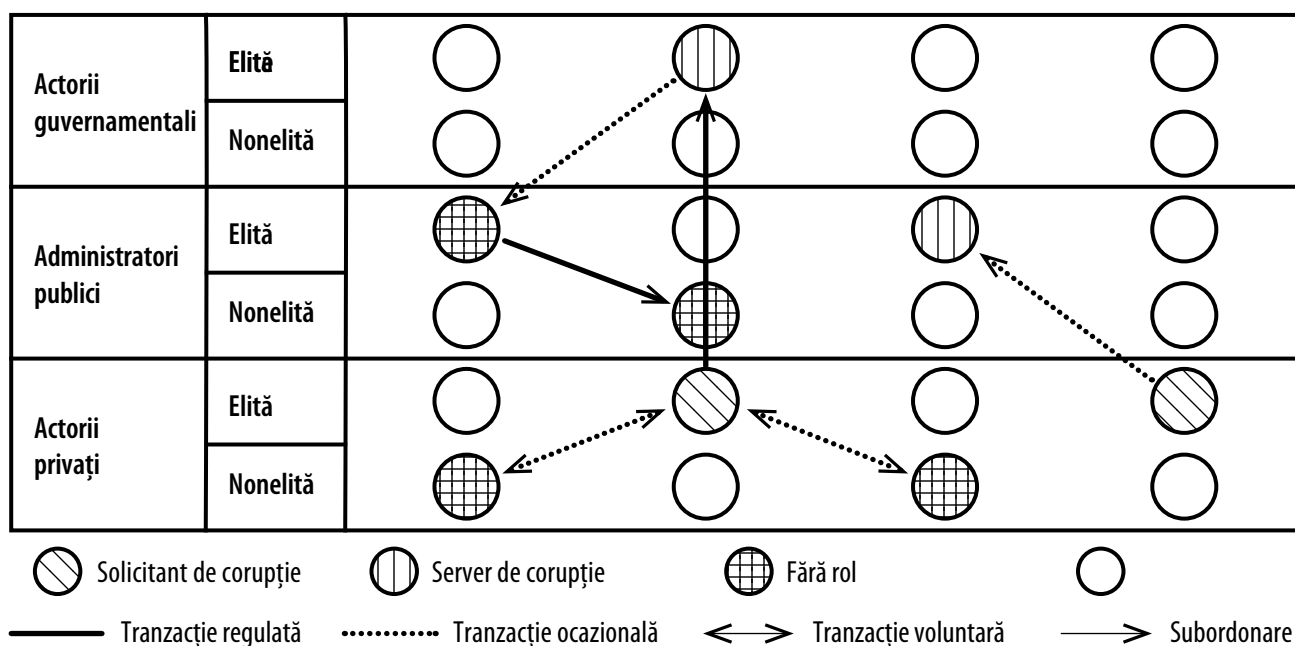 Actorii
guvernamentali
Elită
Nonelită
Administratori
publici
Elită
Nonelită
Actorii
privați
Elită
Nonelită
Solicitant de corupție
Server de corupție
Fără rol
Tranzacție regulată
Tranzacție ocazională
Tranzacție voluntară
Subordonare